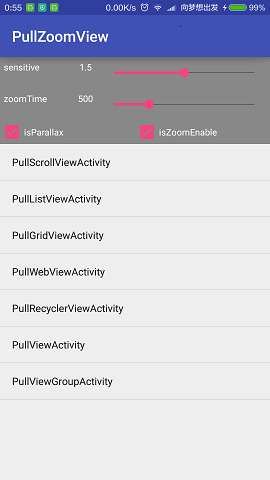 0:55 0.00K/s 向梦想出发 99%
PullZoomView
sensitive 1.5
zoomTime 500
isParallax isZoomEnable
PullScrollViewActivity
PullListViewActivity
PullGridViewActivity
PullWebViewActivity
PullRecyclerViewActivity
PullViewActivity
PullViewGroupActivity